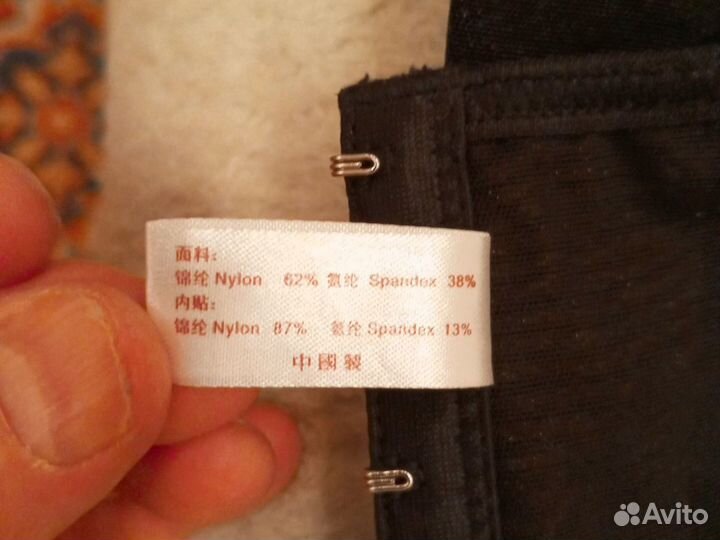 面料:
锦纶 Nylon 62% 氨纶 Spandex 38%
内贴:
锦纶 Nylon 87% 氨纶 Spandex 13%
中國製
Avito